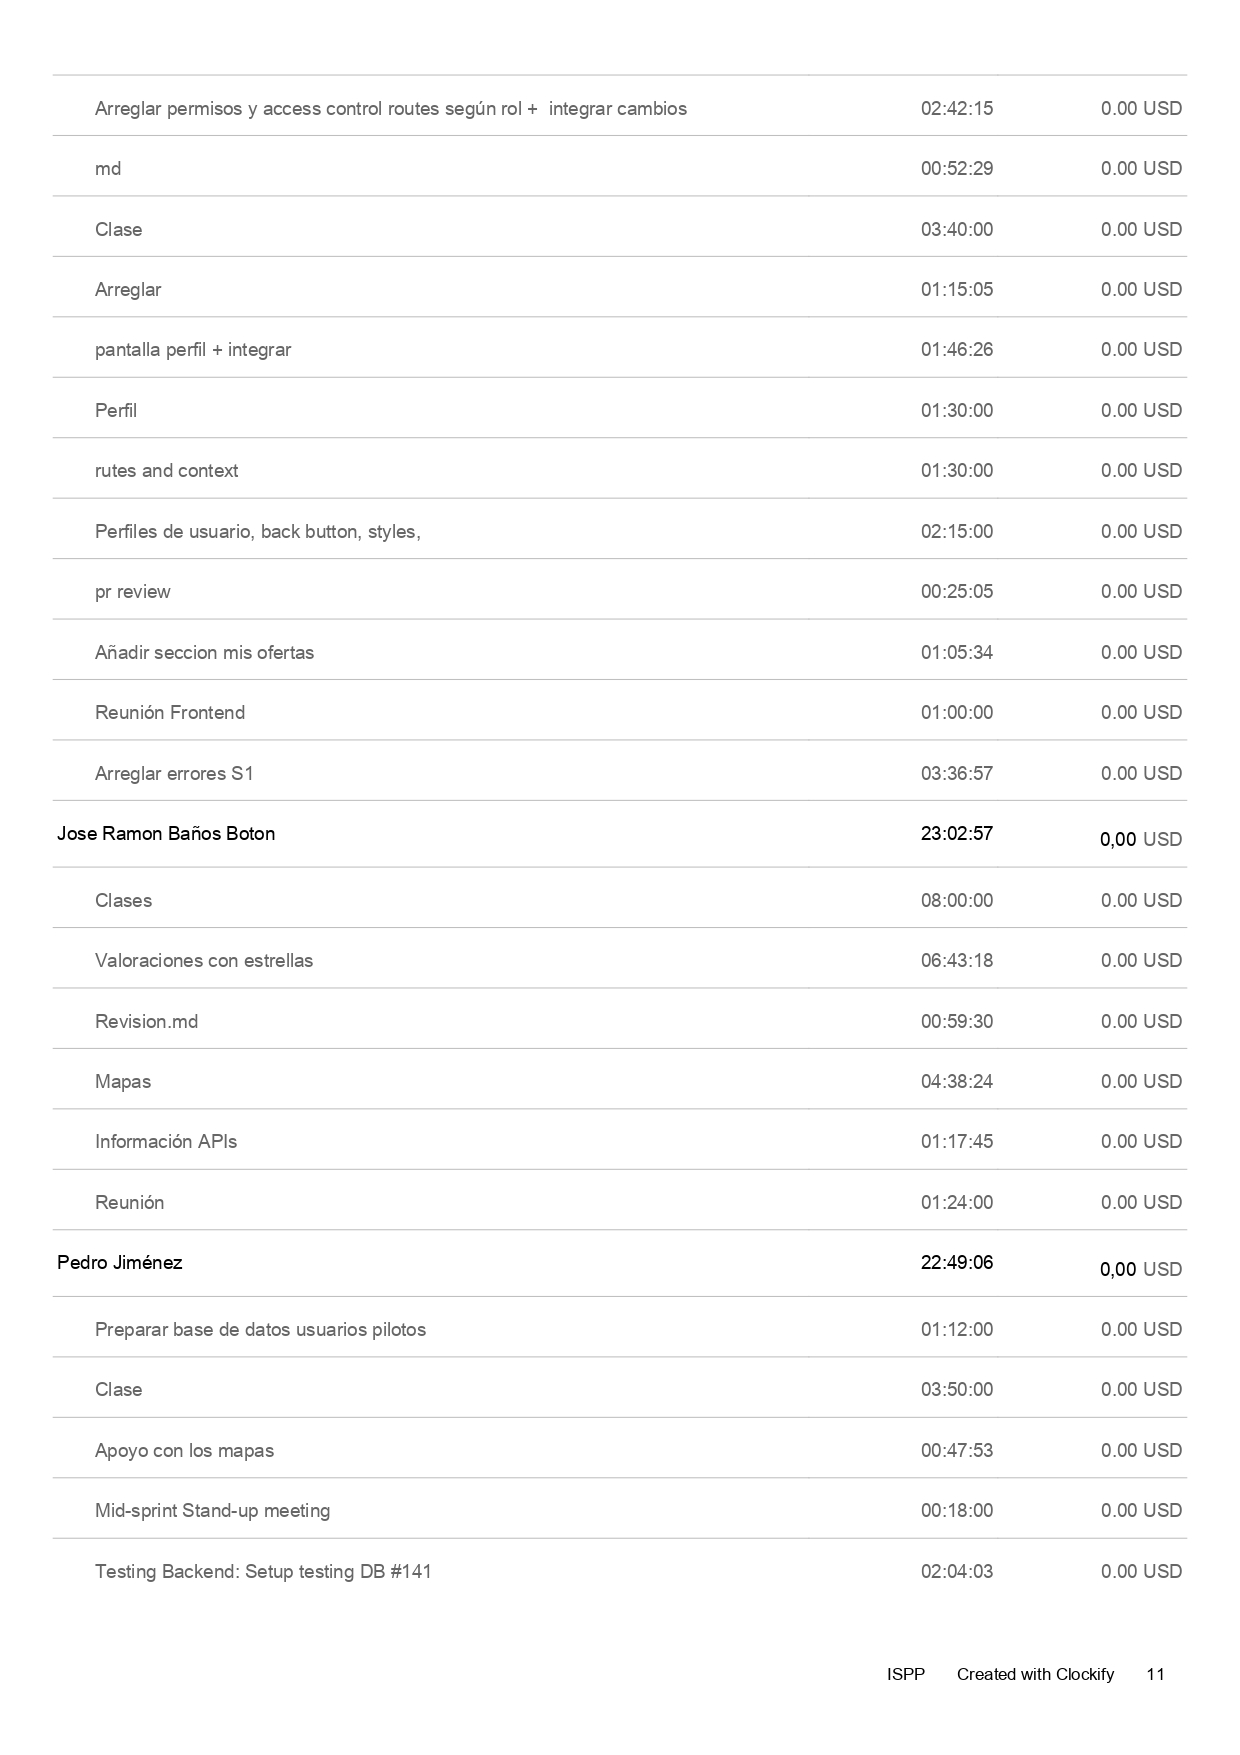 Arreglar permisos y access control routes según rol +  integrar cambios 02:42:15 0.00 USD
md 00:52:29 0.00 USD
Clase 03:40:00 0.00 USD
Arreglar 01:15:05 0.00 USD
pantalla perfil + integrar 01:46:26 0.00 USD
Perfil 01:30:00 0.00 USD
rutes and context 01:30:00 0.00 USD
Perfiles de usuario, back button, styles, 02:15:00 0.00 USD
pr review 00:25:05 0.00 USD
Añadir seccion mis ofertas 01:05:34 0.00 USD
Reunión Frontend 01:00:00 0.00 USD
Arreglar errores S1 03:36:57 0.00 USD
Jose Ramon Baños Boton 23:02:57 0,00 USD
Clases 08:00:00 0.00 USD
Valoraciones con estrellas 06:43:18 0.00 USD
Revision.md 00:59:30 0.00 USD
Mapas 04:38:24 0.00 USD
Información APIs 01:17:45 0.00 USD
Reunión 01:24:00 0.00 USD
Pedro Jiménez 22:49:06 0,00 USD
Preparar base de datos usuarios pilotos 01:12:00 0.00 USD
Clase 03:50:00 0.00 USD
Apoyo con los mapas 00:47:53 0.00 USD
Mid-sprint Stand-up meeting 00:18:00 0.00 USD
Testing Backend: Setup testing DB #141 02:04:03 0.00 USD
ISPP Created with Clockify 11